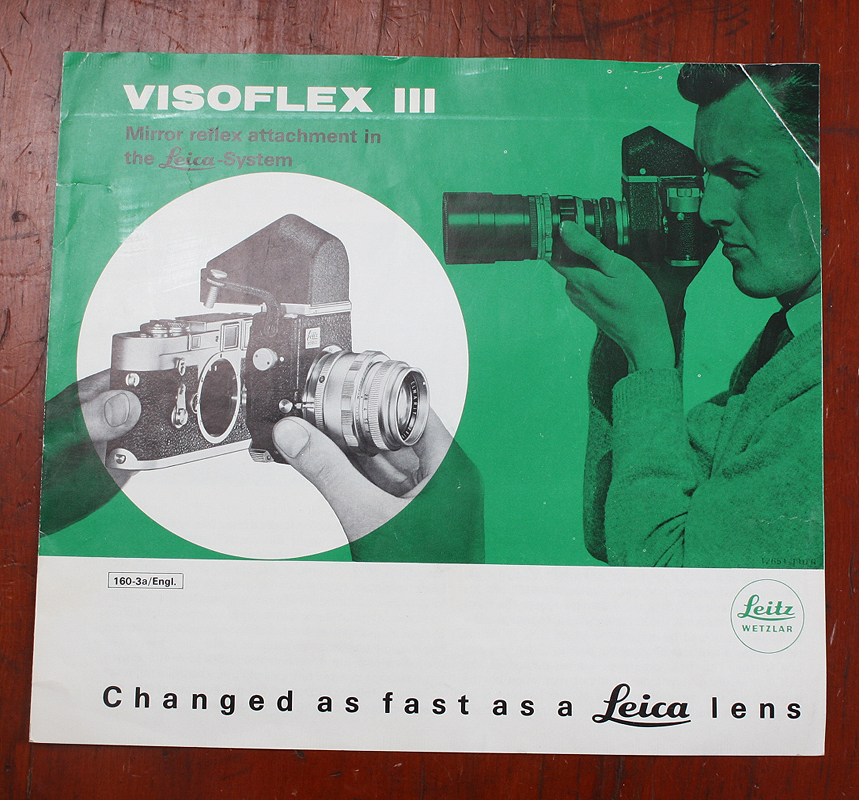 VISOFLEX III
Mirror reflex attachment in
the Leica-System
160-3a/Engl.
Leitz
WETZLAR
Changed as fast as a Leica lens